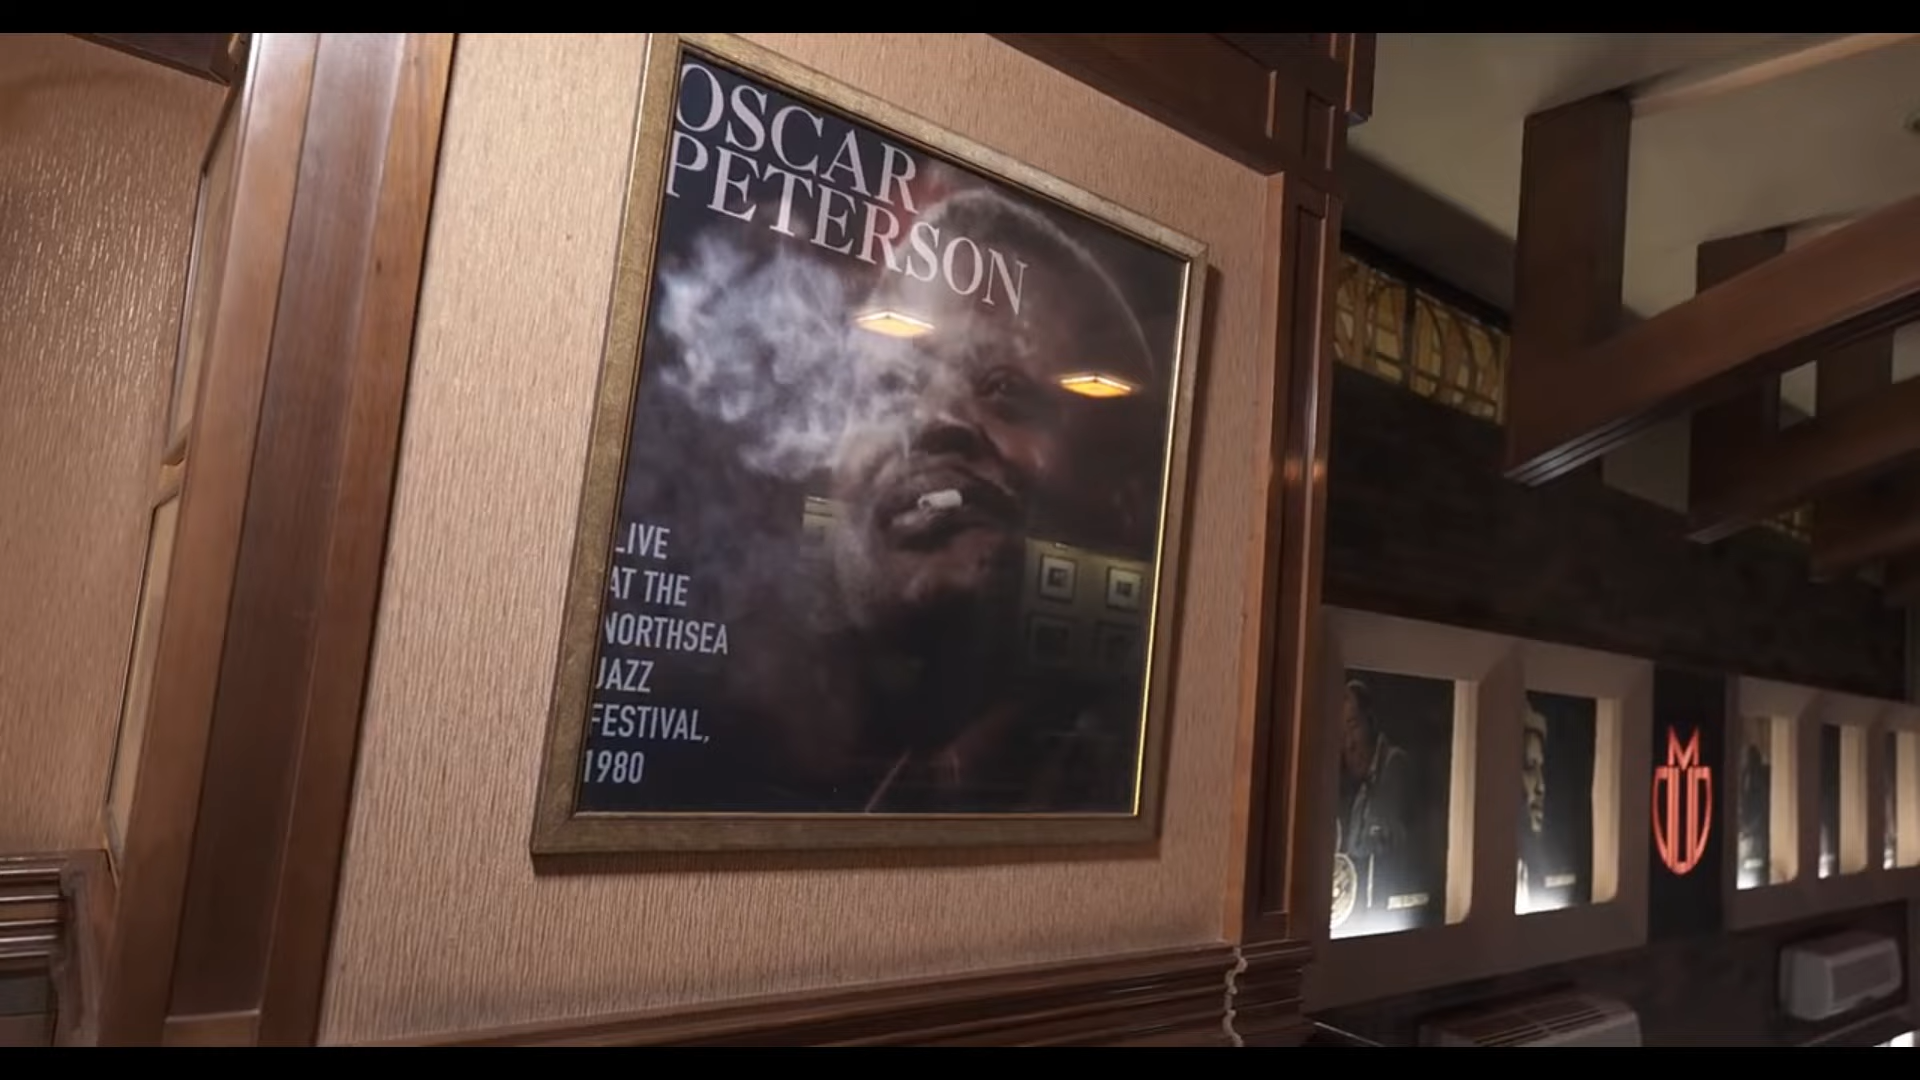 OSCAR
PETERSON
LIVE
AT THE
NORTHSEA
JAZZ
FESTIVAL,
1980